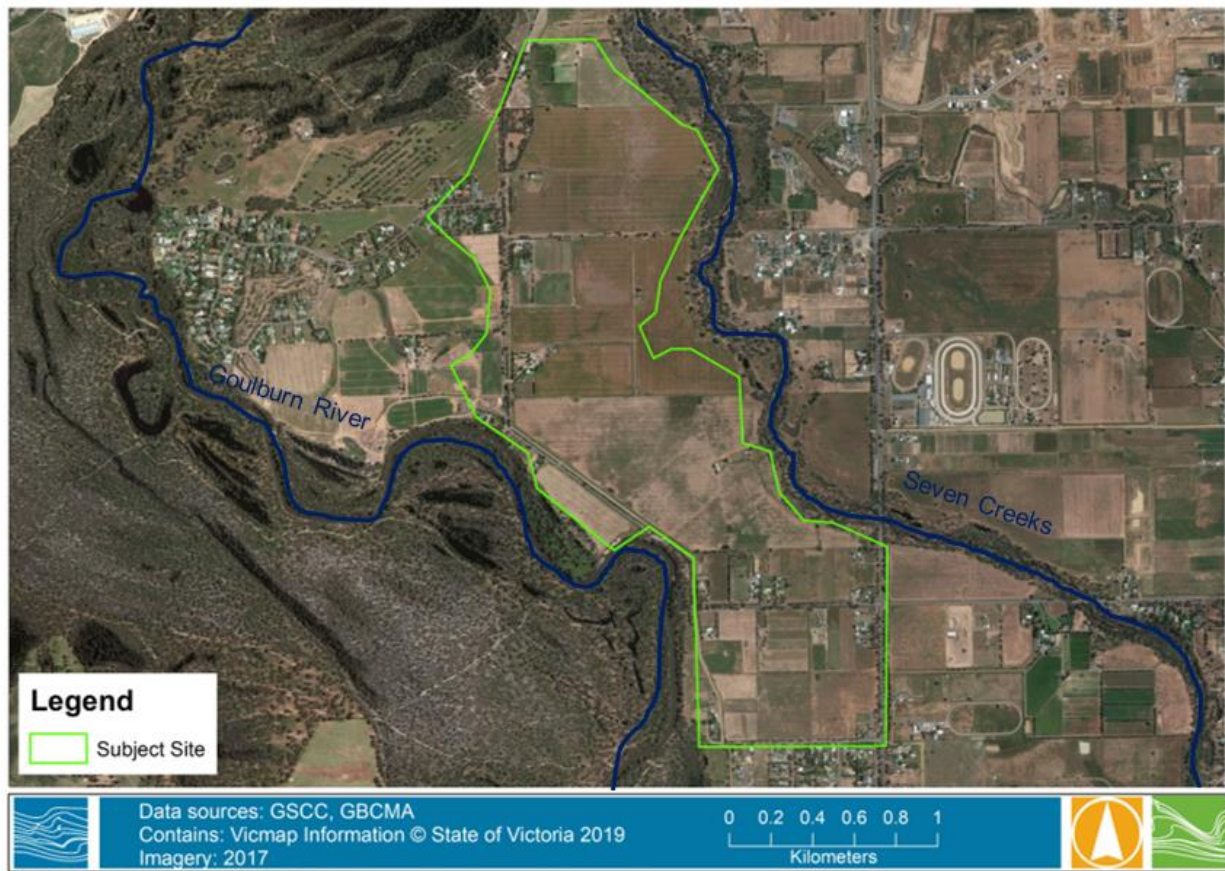 Goulburn River
Seven Creeks
Legend
Subject Site
Data sources: GSCC, GBCMA
Contains: Vicmap Information © State of Victoria 2019
Imagery: 2017
0 0.2 0.4 0.6 0.8 1
Kilometers